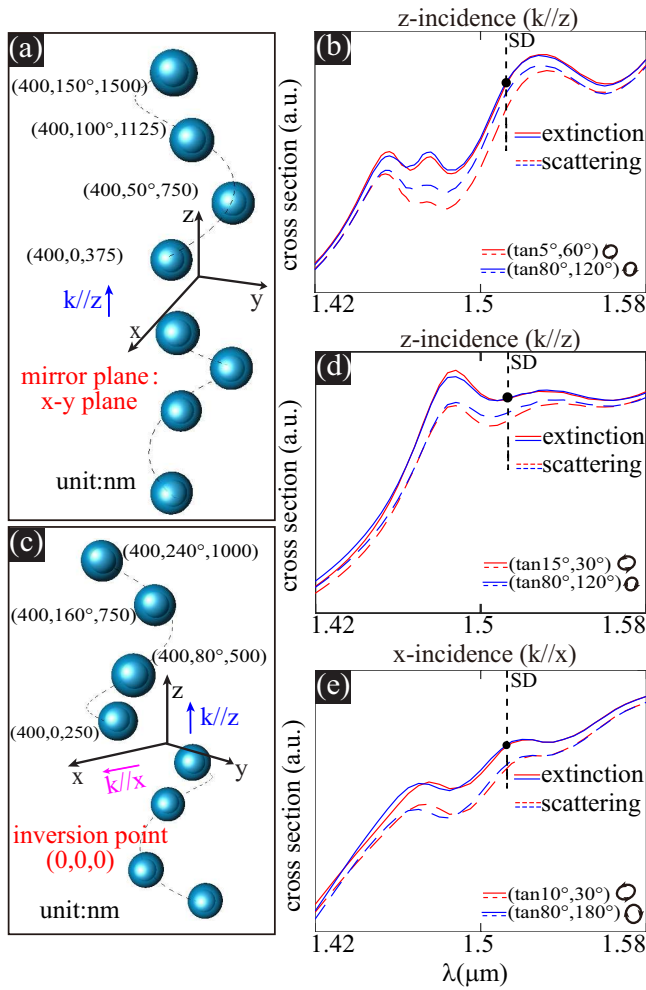 (a)
(400,150°,1500)
(400,100°,1125)
(400,50°,750)
(400,0,375)
z
y
x
k//z
mirror plane:
x-y plane
unit:nm
z-incidence (k//z)
(b)
SD
cross section (a.u.)
extinction
scattering
(tan5°,60°)
(tan80°,120°)
1.42
1.5
1.58
(c)
(400,240°,1000)
(400,160°,750)
(400,80°,500)
(400,0,250)
z
k//z
x
y
k//x
inversion point
(0,0,0)
unit:nm
z-incidence (k//z)
(d)
SD
cross section (a.u.)
extinction
scattering
(tan15°,30°)
(tan80°,120°)
1.42
1.5
1.58
x-incidence (k//x)
(e)
SD
cross section (a.u.)
extinction
scattering
(tan10°,30°)
(tan80°,180°)
1.42
1.5
1.58
λ(μm)